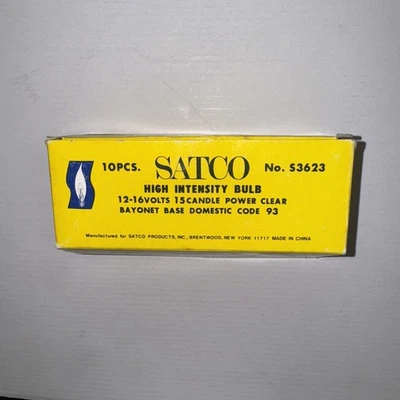 10PCS. SATCO No. S3623
HIGH INTENSITY BULB
12-16VOLTS 15CANDLE POWER CLEAR
BAYONET BASE DOMESTIC CODE 93
Manufactured for SATCO PRODUCTS, INC., BRENTWOOD, NEW YORK 11717 MADE IN CHINA